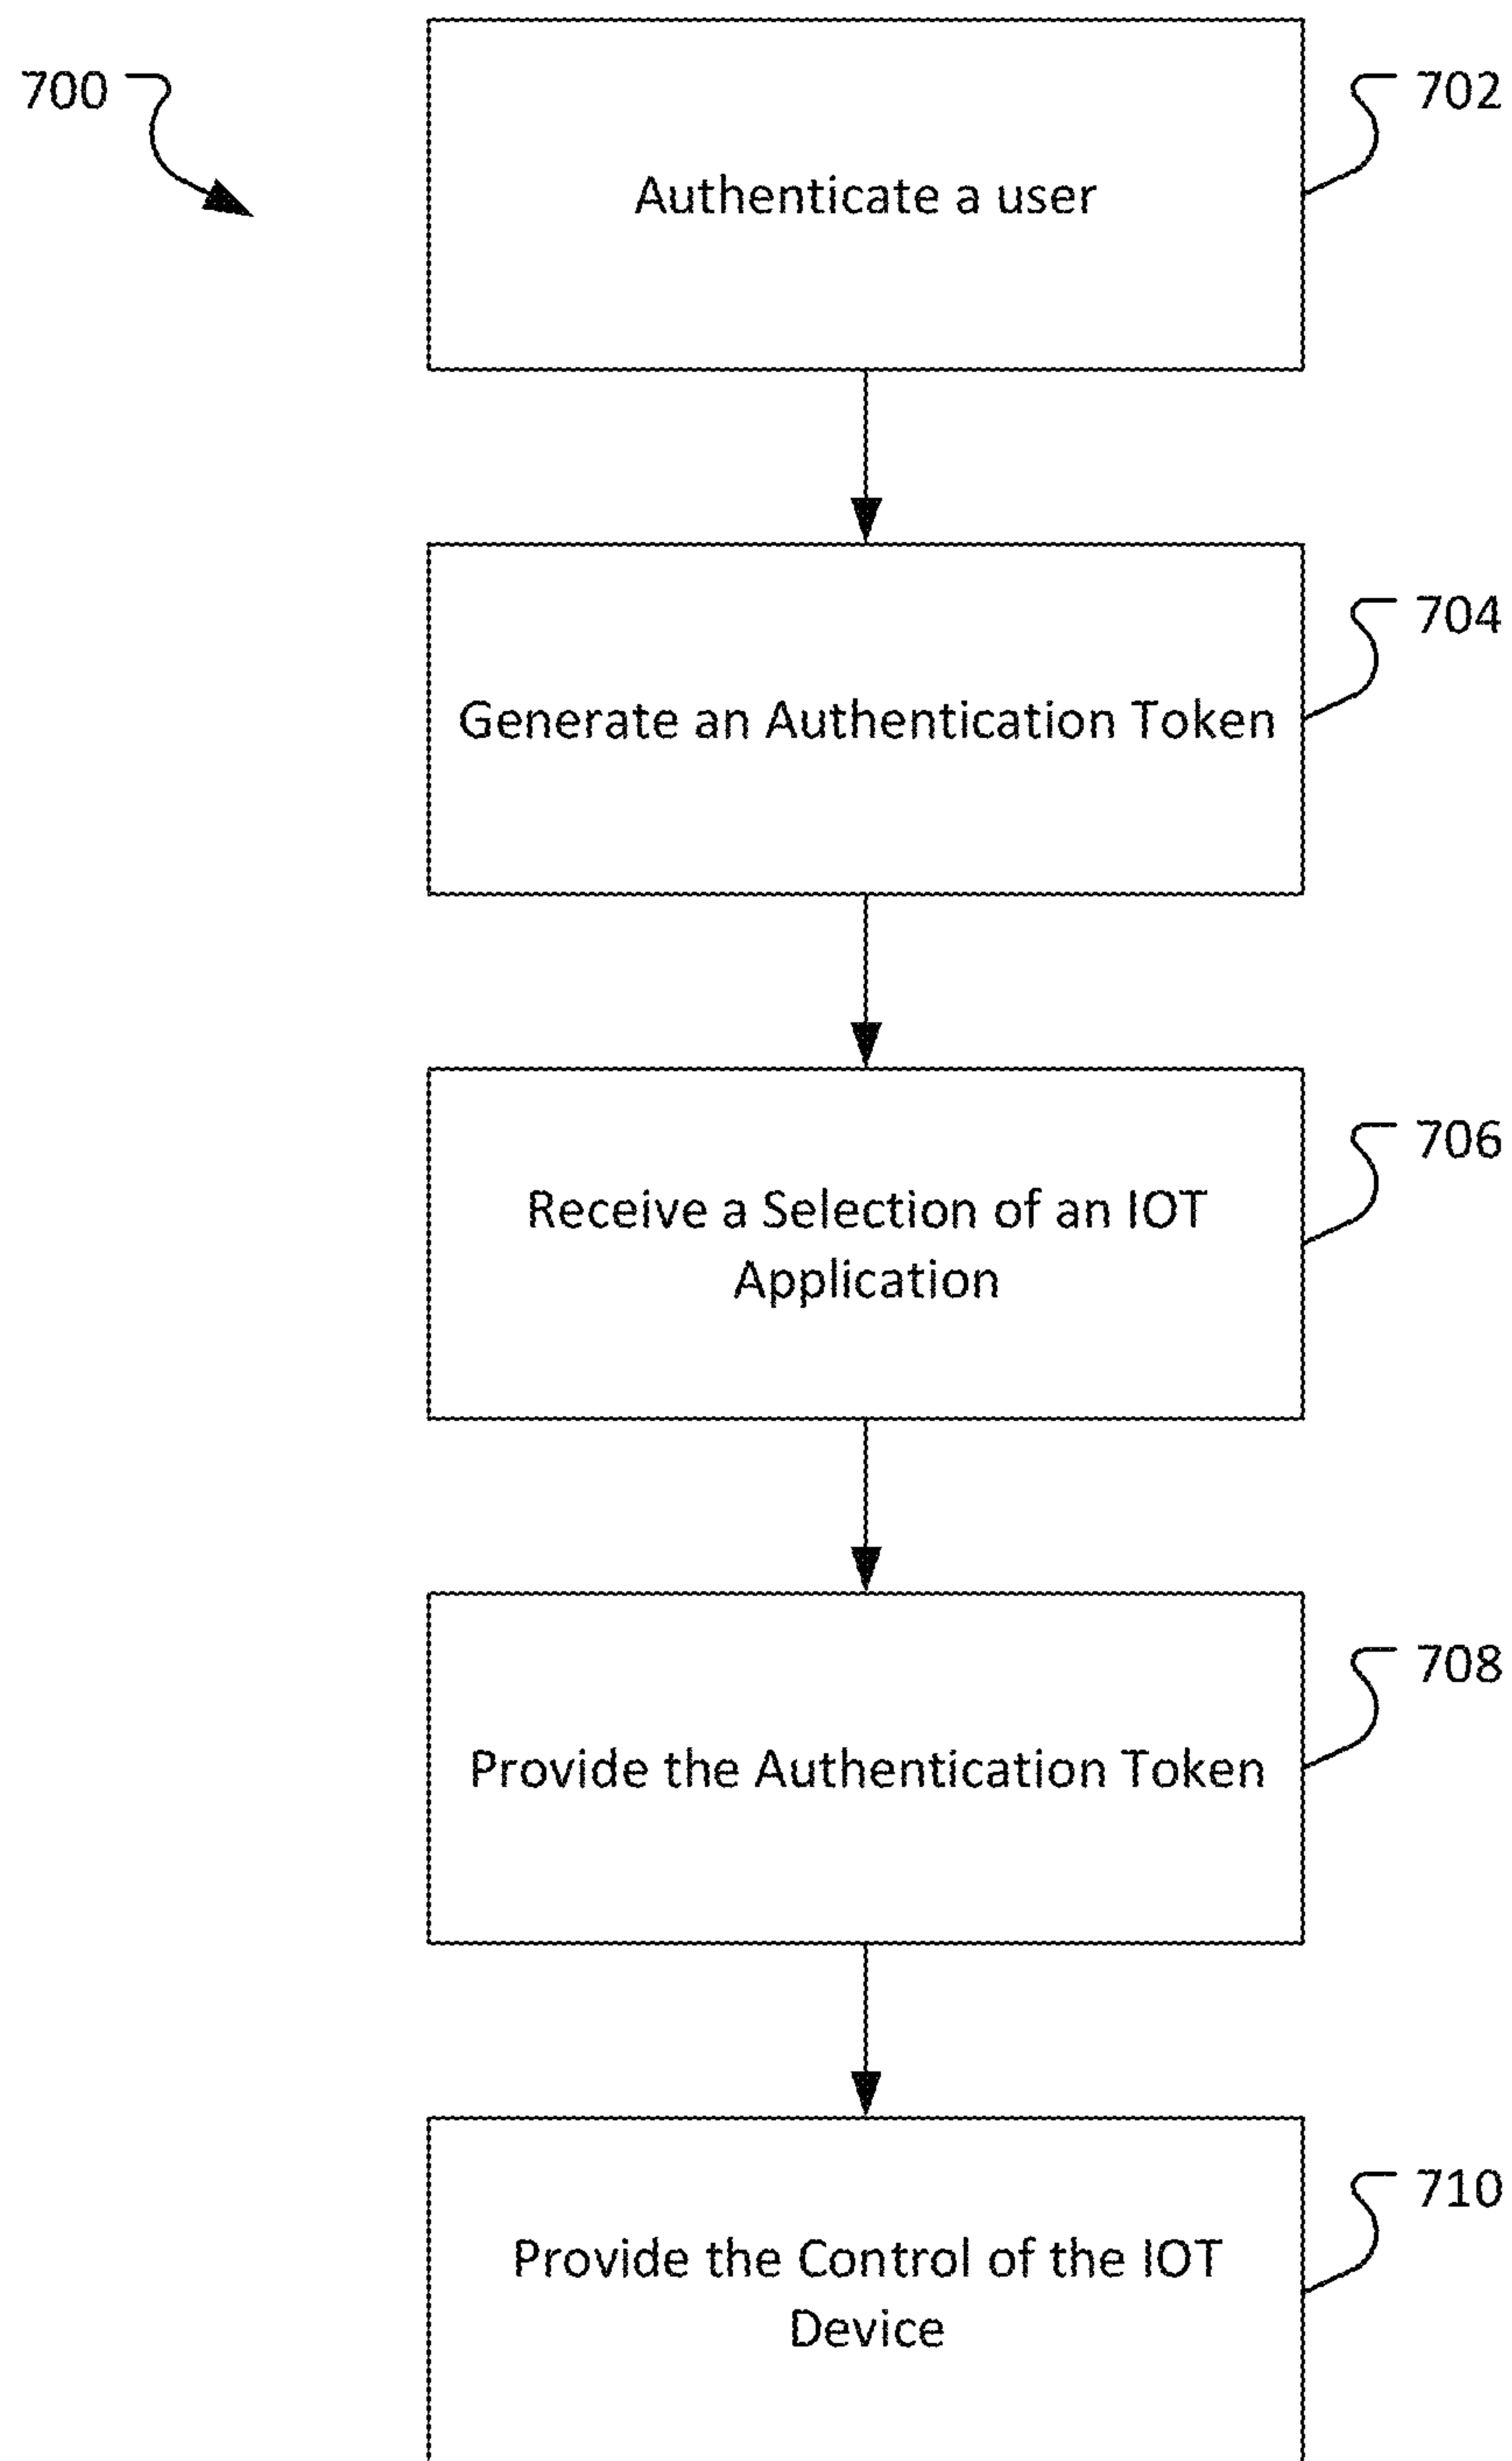 700
702
Authenticate a user
704
Generate an Authentication Token
706
Receive a Selection of an IOT
Application
708
Provide the Authentication Token
710
Provide the Control of the IOT
Device